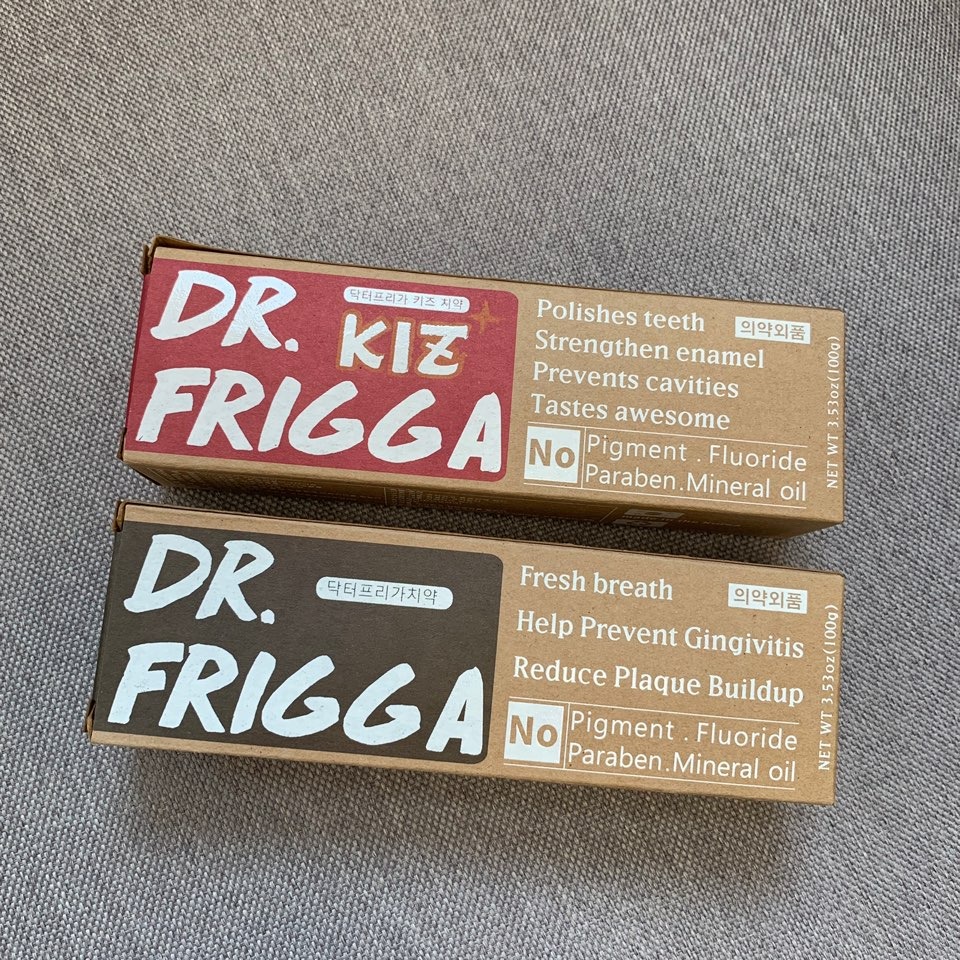 DR.
닥터프리가 키즈 치약
KIZ
FRIGGA
Polishes teeth
의약외품
Strengthen enamel
Prevents cavities
Tastes awesome
No
Pigment . Fluoride
Paraben.Mineral oil
NET WT 3.53oz(100g)
DR.
닥터프리가치약
FRIGGA
Fresh breath
의약외품
Help Prevent Gingivitis
Reduce Plaque Buildup
No
Pigment . Fluoride
Paraben.Mineral oil
NET WT 3.53oz(100g)